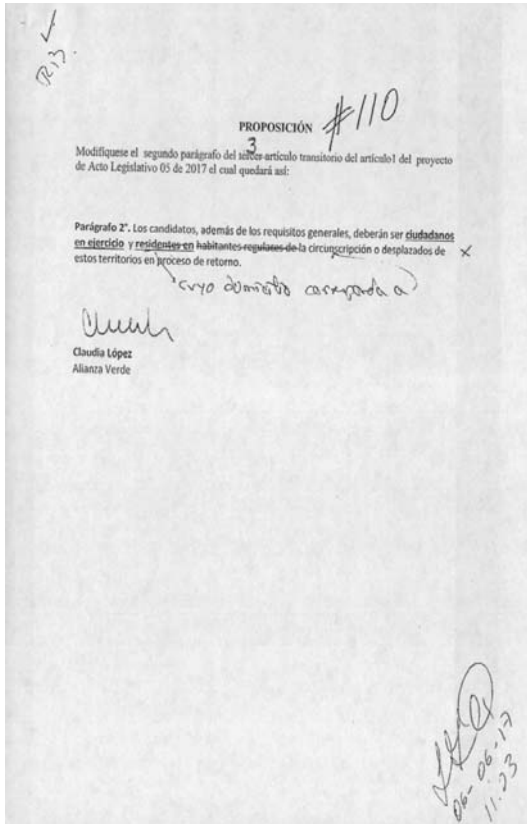 PROPOSICIÓN #110
3
Modifíquese el segundo parágrafo del tercer artículo transitorio del articulo1 del proyecto
de Acto Legislativo 05 de 2017 el cual quedará así:
Parágrafo 2°. Los candidatos, además de los requisitos generales, deberán ser ciudadanos
en ejercicio y residentes en habitantes regulares de la circunscripción o desplazados de
estos territorios en proceso de retorno.
cuyo domicilio corresponda a
Claudia López
Alianza Verde
06-06-17
11:23